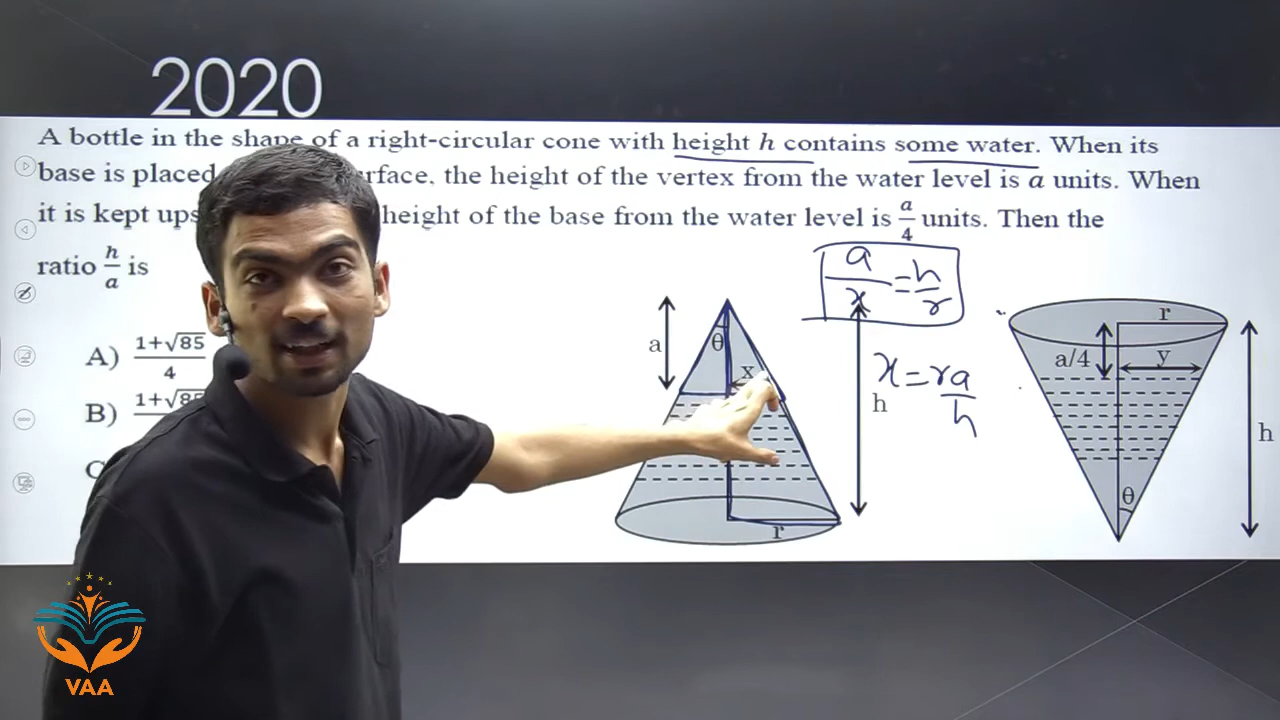 2020
A bottle in the shape of a right-circular cone with height h contains some water. When its
base is placed rface, the height of the vertex from the water level is a units. When
it is kept ups height of the base from the water level is a/4 units. Then the
ratio h/a is
A) 1+√85 / 4
B) 1+√8
C
a
θ
x
r
h
a/x = h/r
x = ra/h
r
a/4
y
θ
h
VAA